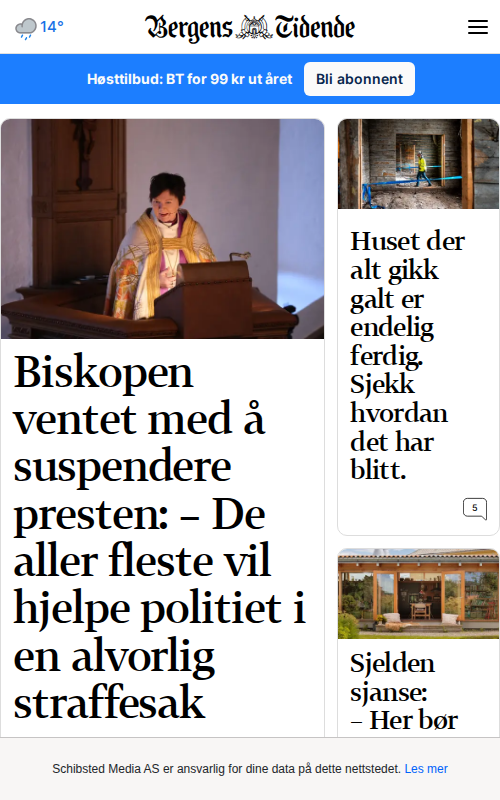 14°
Bergens Tidende
Høsttilbud: BT for 99 kr ut året
Bli abonnent
Biskopen
ventet med å
suspendere
presten: – De
aller fleste vil
hjelpe politiet i
en alvorlig
straffesak
Huset der
alt gikk
galt er
endelig
ferdig.
Sjekk
hvordan
det har
blitt.
5
Sjelden
sjanse:
– Her bør
Schibsted Media AS er ansvarlig for dine data på dette nettstedet. Les mer